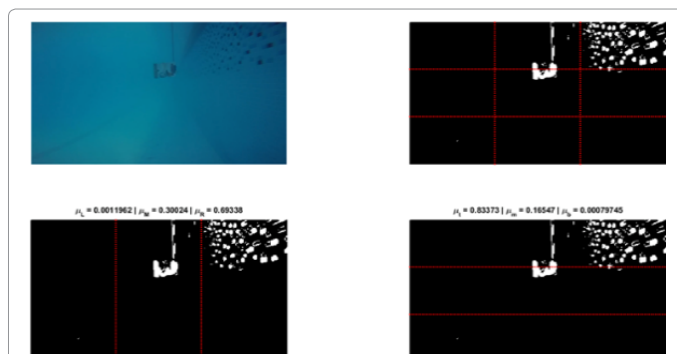 μL = 0.0011962 | μM = 0.30024 | μR = 0.69338
μt = 0.83373 | μm = 0.16547 | μb = 0.00079745